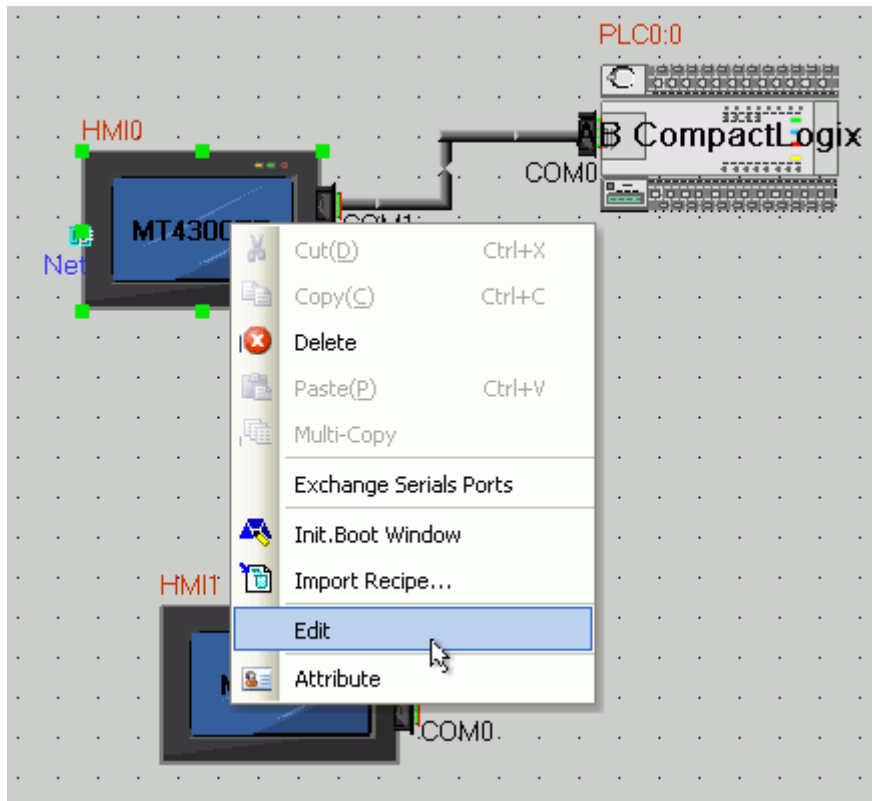 PLC0:0
HMI0
AB CompactLogix
COM0
COM1
Net
Cut(D) Ctrl+X
Copy(C) Ctrl+C
Delete
Paste(P) Ctrl+V
Multi-Copy
Exchange Serials Ports
Init.Boot Window
Import Recipe...
HMI1
Edit
Attribute
COM0